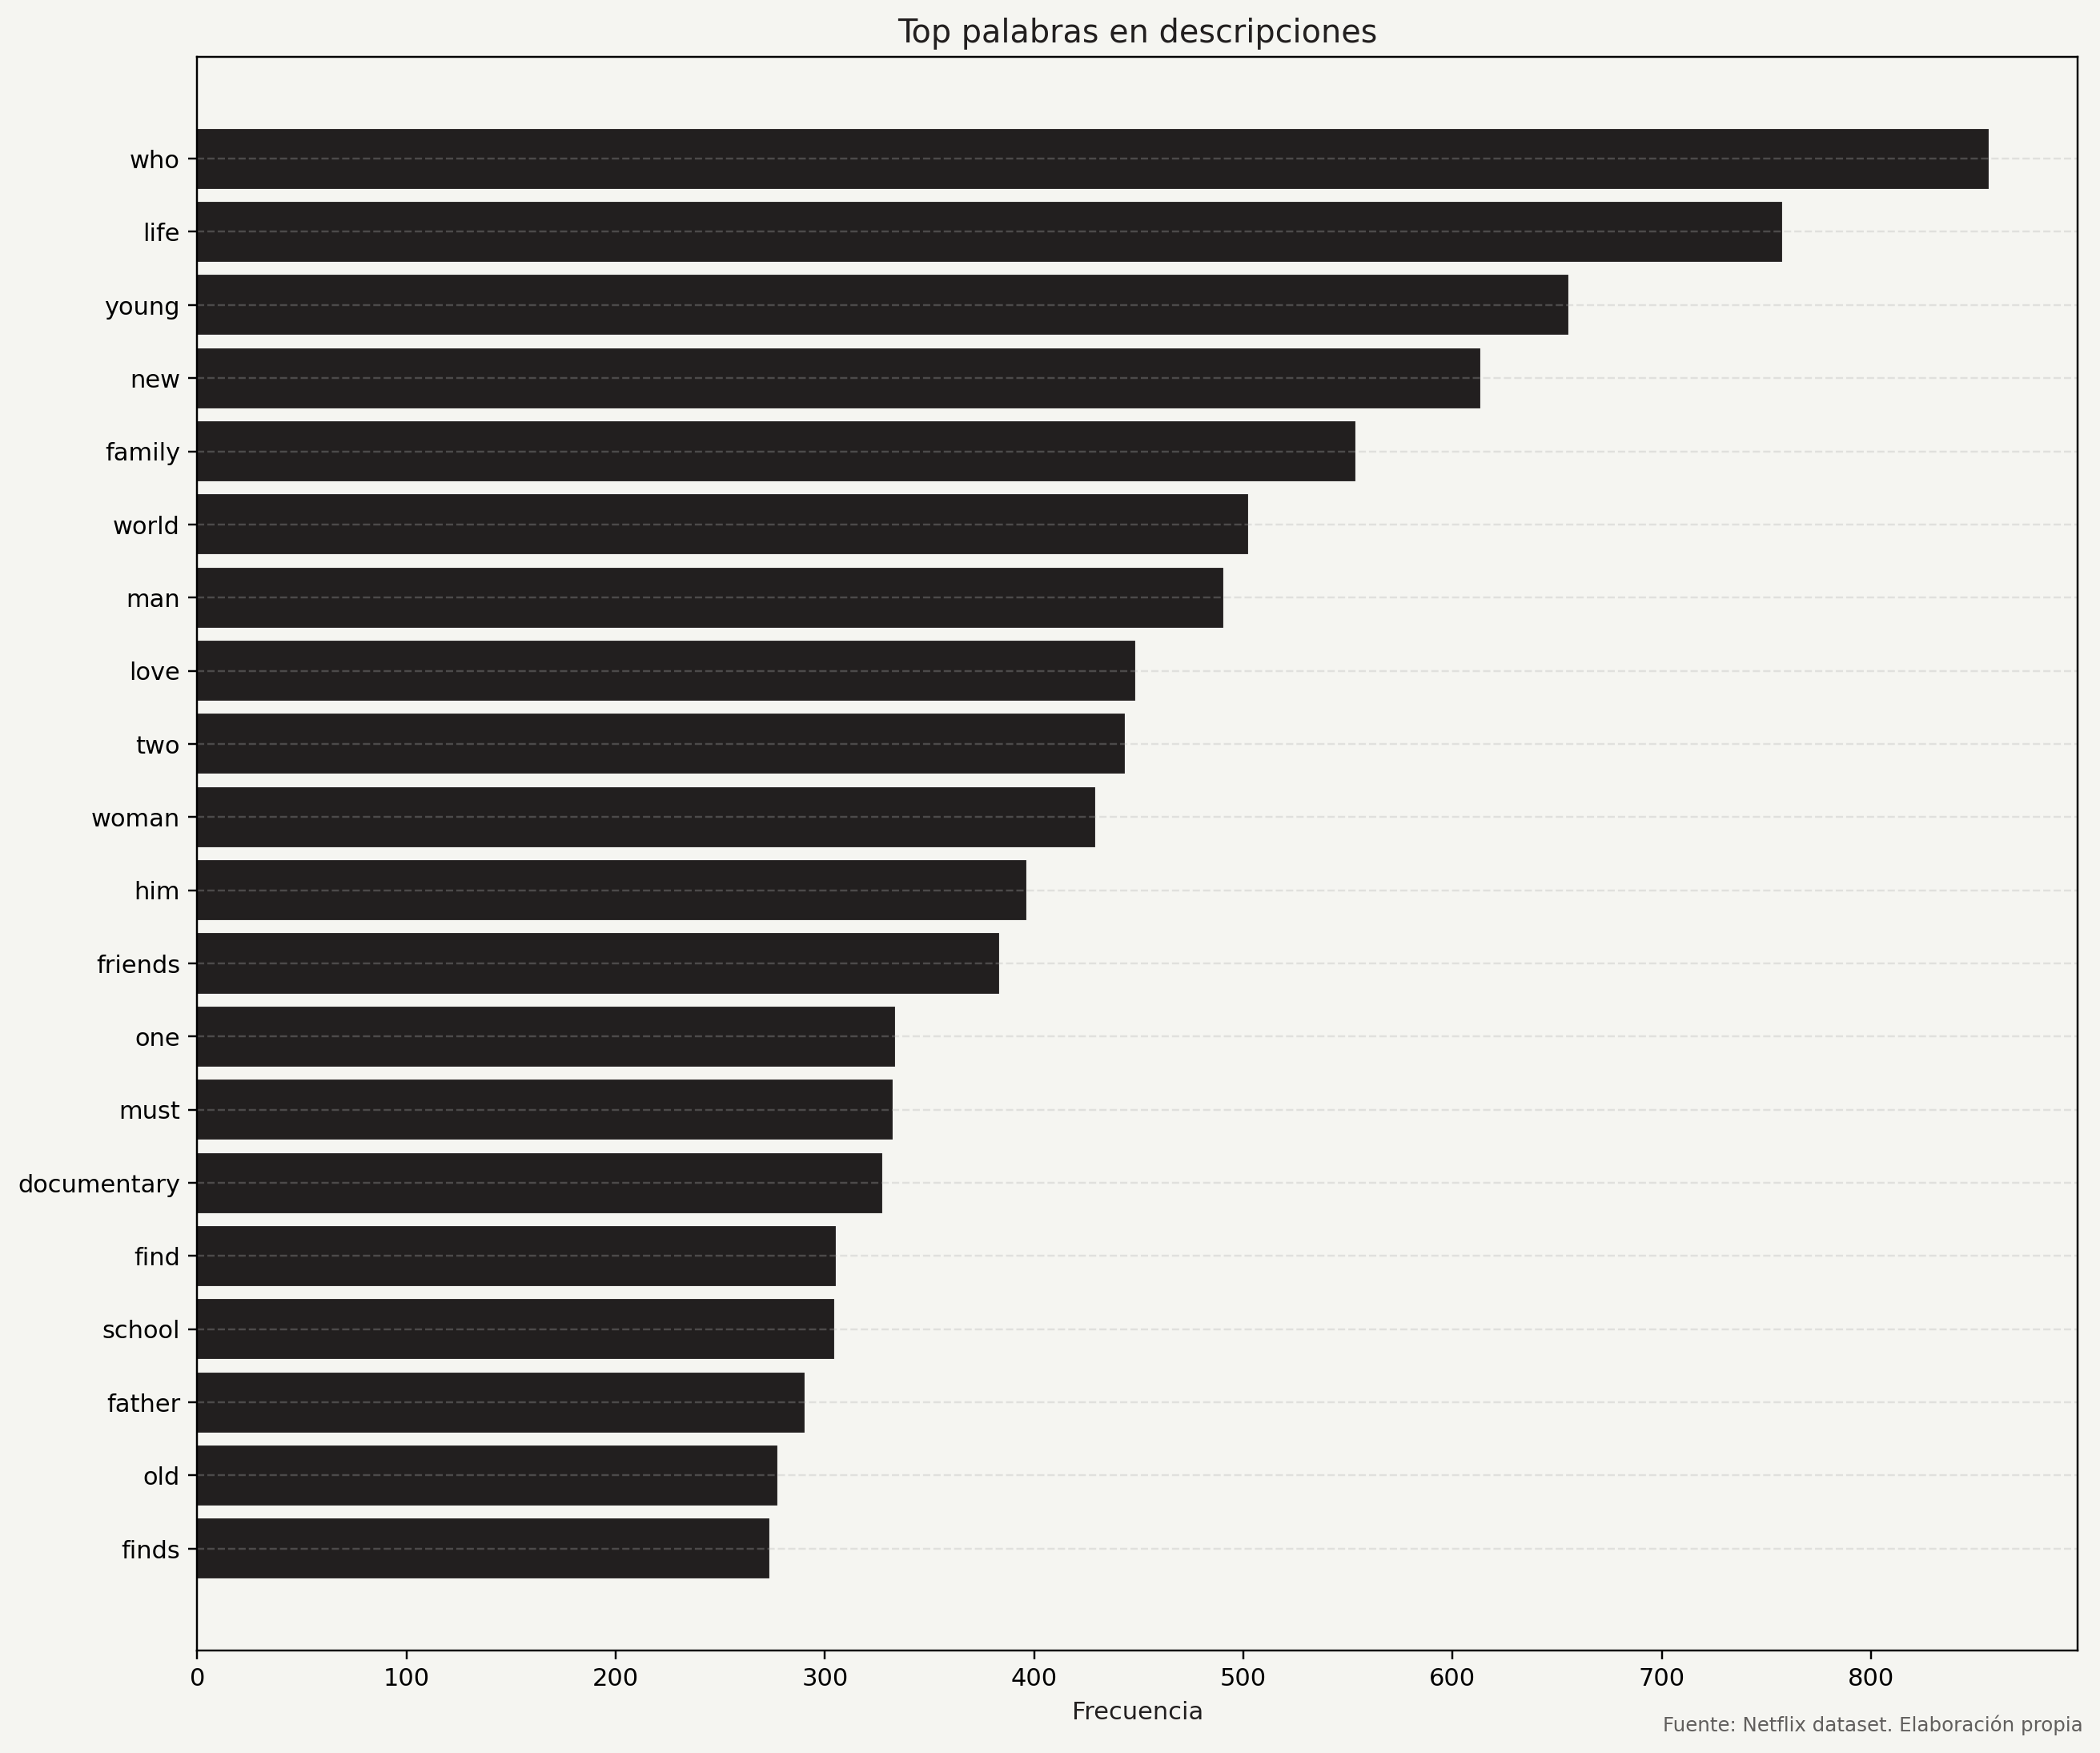 Top palabras en descripciones
who
life
young
new
family
world
man
love
two
woman
him
friends
one
must
documentary
find
school
father
old
finds
0 100 200 300 400 500 600 700 800
Frecuencia
Fuente: Netflix dataset. Elaboración propia